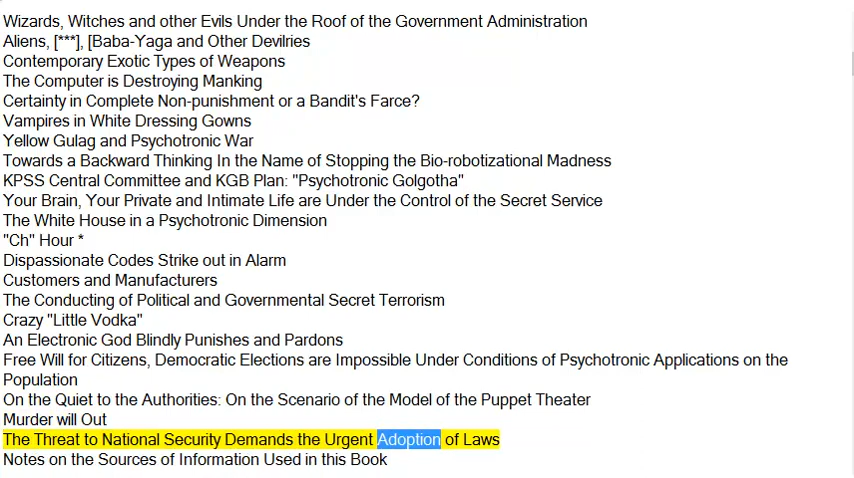 Wizards, Witches and other Evils Under the Roof of the Government Administration
Aliens, [***], [Baba-Yaga and Other Devilries
Contemporary Exotic Types of Weapons
The Computer is Destroying Manking
Certainty in Complete Non-punishment or a Bandit's Farce?
Vampires in White Dressing Gowns
Yellow Gulag and Psychotronic War
Towards a Backward Thinking In the Name of Stopping the Bio-robotizational Madness
KPSS Central Committee and KGB Plan: "Psychotronic Golgotha"
Your Brain, Your Private and Intimate Life are Under the Control of the Secret Service
The White House in a Psychotronic Dimension
"Ch" Hour *
Dispassionate Codes Strike out in Alarm
Customers and Manufacturers
The Conducting of Political and Governmental Secret Terrorism
Crazy "Little Vodka"
An Electronic God Blindly Punishes and Pardons
Free Will for Citizens, Democratic Elections are Impossible Under Conditions of Psychotronic Applications on the
Population
On the Quiet to the Authorities: On the Scenario of the Model of the Puppet Theater
Murder will Out
The Threat to National Security Demands the Urgent Adoption of Laws
Notes on the Sources of Information Used in this Book